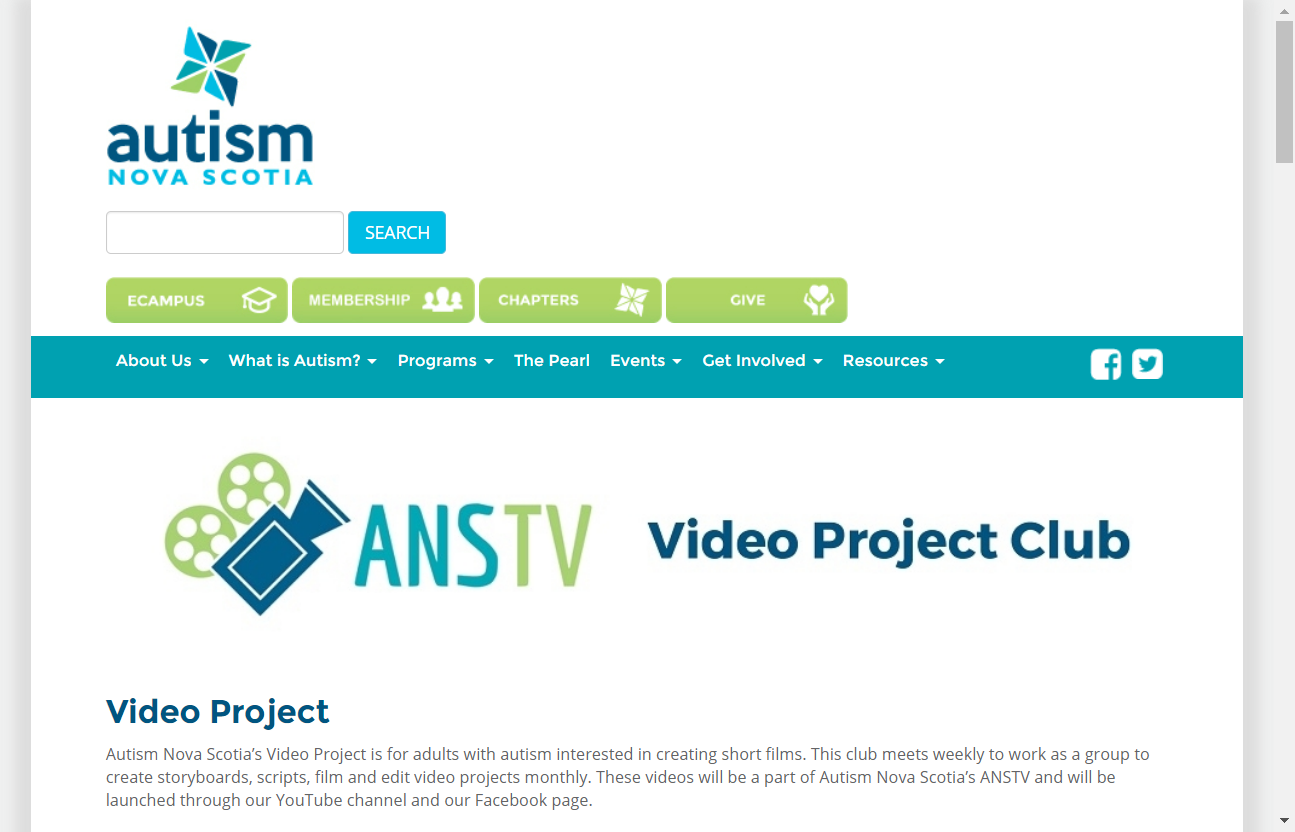 autism
NOVA SCOTIA
SEARCH
ECAMPUS MEMBERSHIP CHAPTERS GIVE
About Us What is Autism? Programs The Pearl Events Get Involved Resources
ANSTV Video Project Club
Video Project
Autism Nova Scotia’s Video Project is for adults with autism interested in creating short films. This club meets weekly to work as a group to
create storyboards, scripts, film and edit video projects monthly. These videos will be a part of Autism Nova Scotia’s ANSTV and will be
launched through our YouTube channel and our Facebook page.